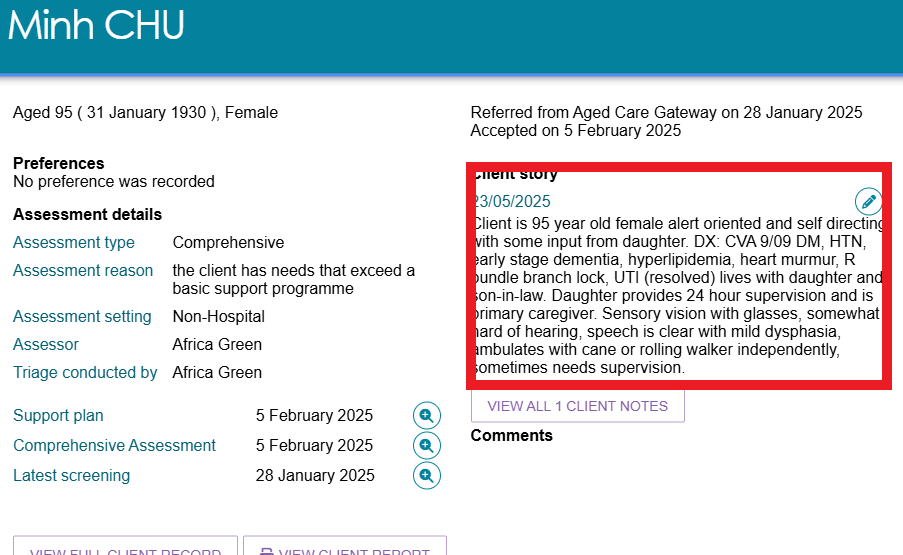 Minh CHU
Aged 95 ( 31 January 1930 ), Female
Preferences
No preference was recorded
Assessment details
Assessment type Comprehensive
Assessment reason the client has needs that exceed a
basic support programme
Assessment setting Non-Hospital
Assessor Africa Green
Triage conducted by Africa Green
Support plan 5 February 2025
Comprehensive Assessment 5 February 2025
Latest screening 28 January 2025
VIEW FULL CLIENT RECORD VIEW CLIENT REPORT
Referred from Aged Care Gateway on 28 January 2025
Accepted on 5 February 2025
Client story
23/05/2025
Client is 95 year old female alert oriented and self directing
with some input from daughter. DX: CVA 9/09 DM, HTN,
early stage dementia, hyperlipidemia, heart murmur, R
bundle branch lock, UTI (resolved) lives with daughter and
son-in-law. Daughter provides 24 hour supervision and is
primary caregiver. Sensory vision with glasses, somewhat
hard of hearing, speech is clear with mild dysphasia,
ambulates with cane or rolling walker independently,
sometimes needs supervision.
VIEW ALL 1 CLIENT NOTES
Comments